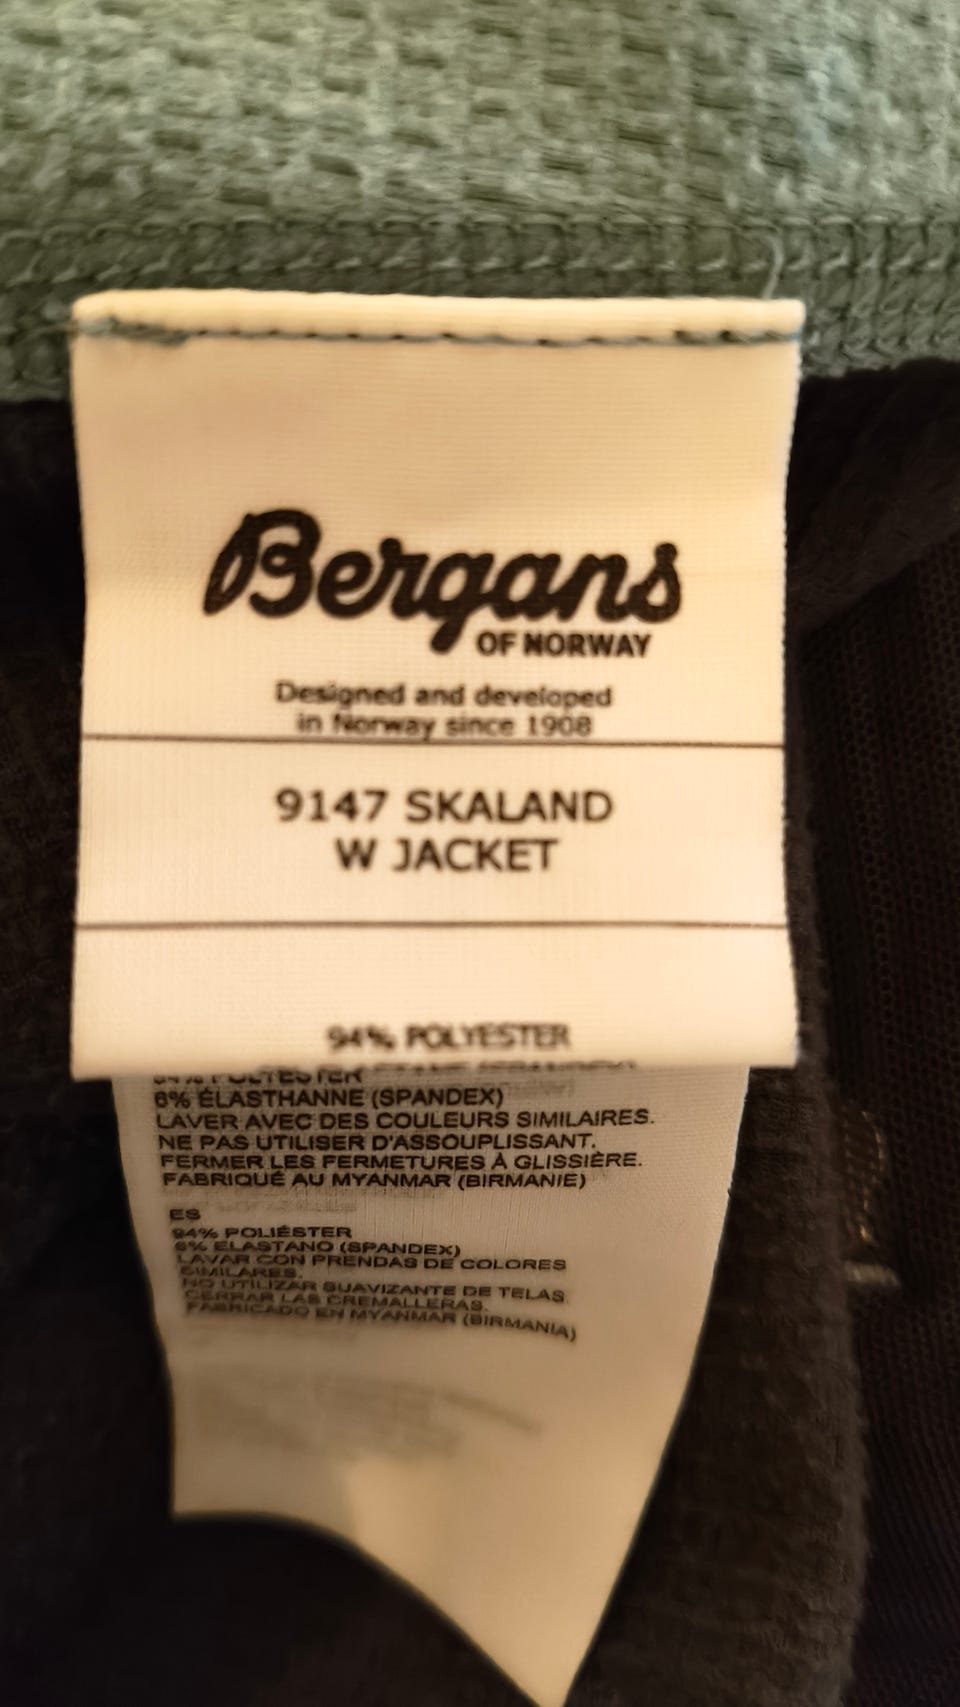 Bergans
OF NORWAY
Designed and developed
in Norway since 1908
9147 SKALAND
W JACKET
94% POLYESTER
94% POLYESTER
6% ÉLASTHANNE (SPANDEX)
LAVER AVEC DES COULEURS SIMILAIRES.
NE PAS UTILISER D'ASSOUPLISSANT.
FERMER LES FERMETURES À GLISSIÈRE.
FABRIQUÉ AU MYANMAR (BIRMANIE)
ES
94% POLIÉSTER
6% ELASTANO (SPANDEX)
LAVAR CON PRENDAS DE COLORES
SIMILARES.
NO UTILIZAR SUAVIZANTE DE TELAS.
CERRAR LAS CREMALLERAS.
FABRICADO EN MYANMAR (BIRMANIA)